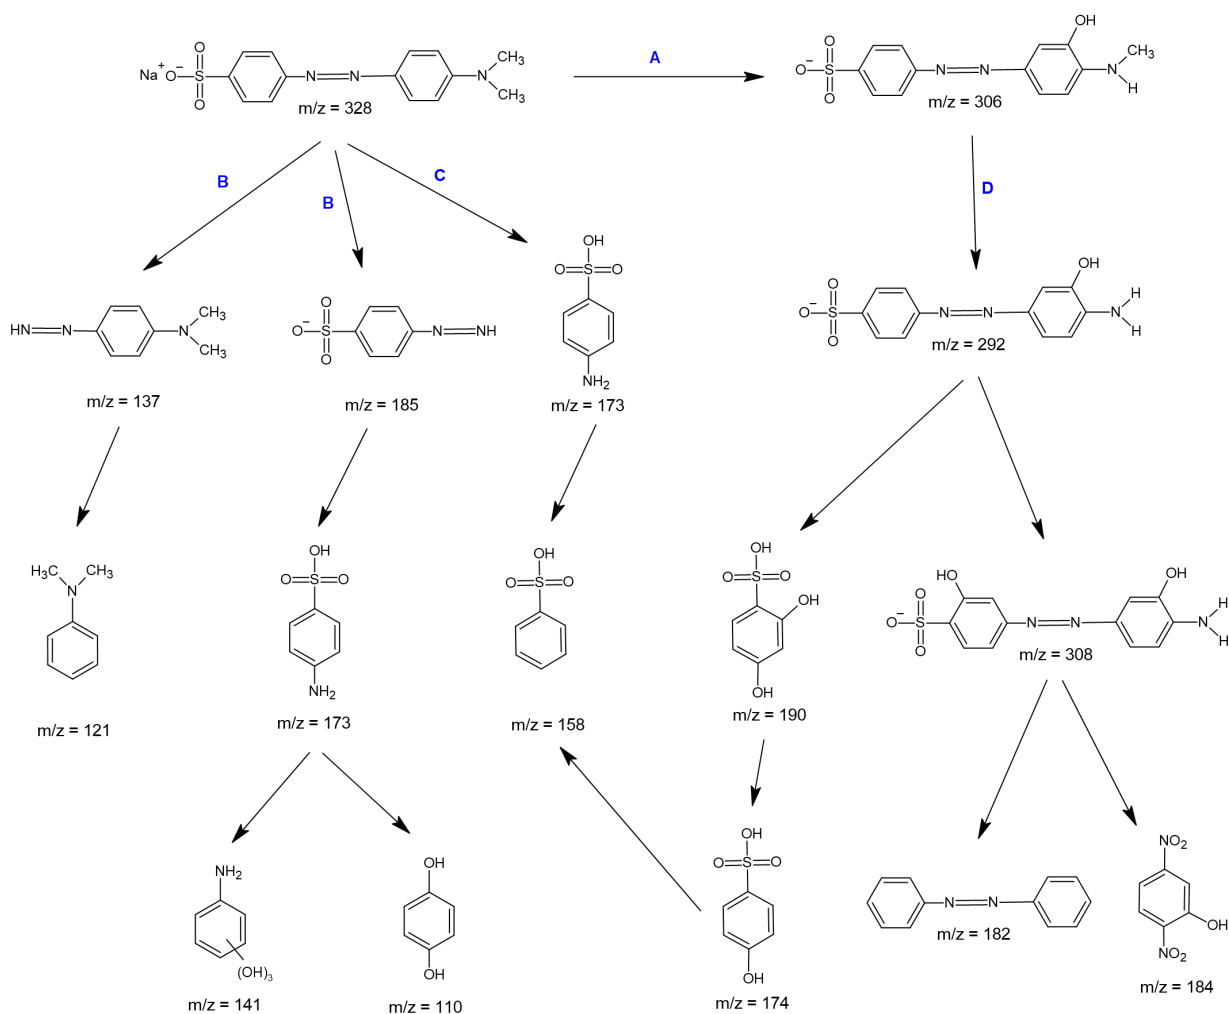 O
Na⁺ ⁻O S N N N CH₃
O CH₃
m/z = 328
A
OH
O CH₃
⁻O S N N N
O H
m/z = 306
B
B
C
D
HN N N CH₃
CH₃
m/z = 137
O
⁻O S N NH
O
m/z = 185
OH
O S O
NH₂
m/z = 173
OH
O H
⁻O S N N N
O H
m/z = 292
H₃C CH₃
N
m/z = 121
OH
O S O
NH₂
m/z = 173
OH
O S O
m/z = 158
OH
O S O
OH
OH
m/z = 190
HO OH
O H
⁻O S N N N
O H
m/z = 308
NH₂
(OH)₃
m/z = 141
OH
OH
m/z = 110
OH
O S O
OH
m/z = 174
N N
m/z = 182
NO₂
OH
NO₂
m/z = 184